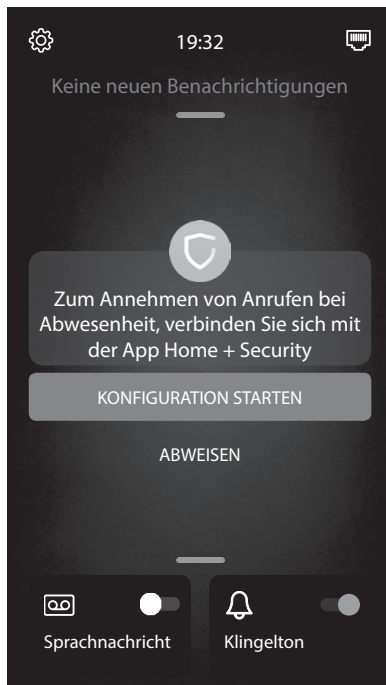 19:32
Keine neuen Benachrichtigungen
Zum Annehmen von Anrufen bei
Abwesenheit, verbinden Sie sich mit
der App Home + Security
KONFIGURATION STARTEN
ABWEISEN
Sprachnachricht
Klingelton